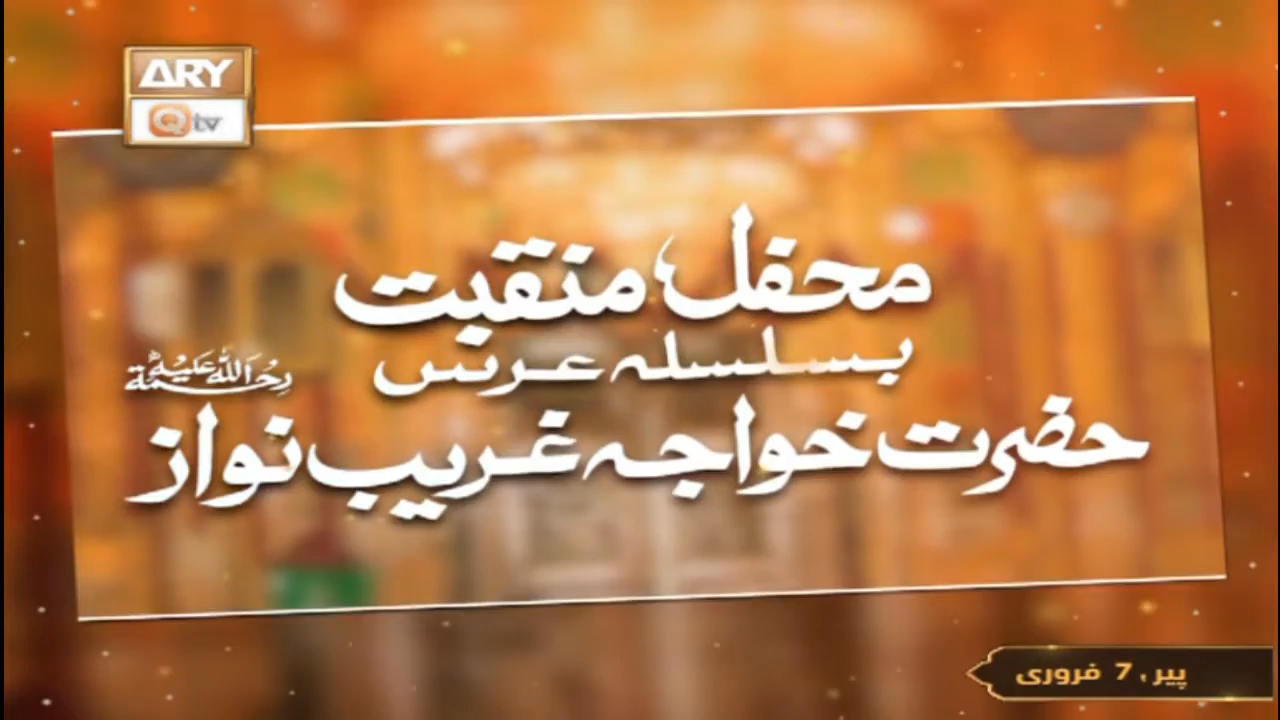 ARY
Qtv
محفل منقبت
بسلسلہ عرس
حضرت خواجہ غریب نواز
رحمۃ اللہ علیہ
پیر، 7 فروری